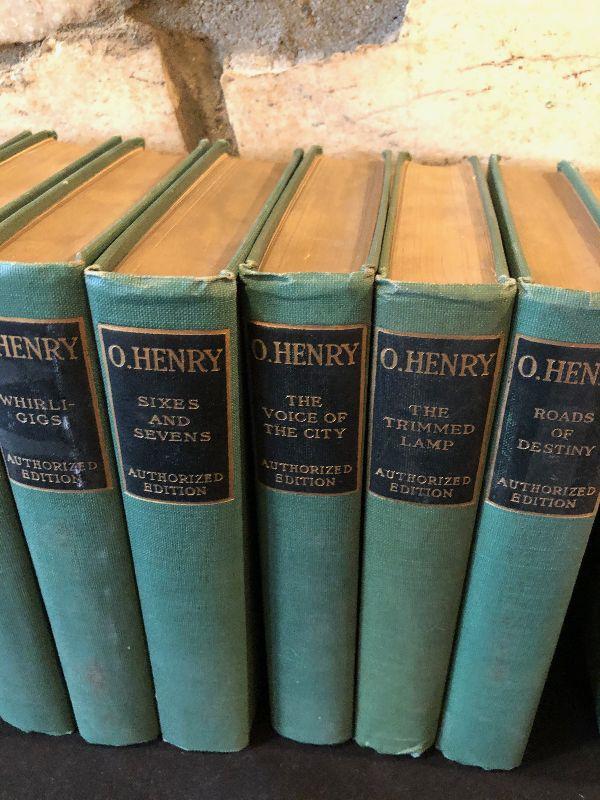 HENRY
WHIRLI-
GIGS
AUTHORIZED
EDITION
O. HENRY
SIXES
AND
SEVENS
AUTHORIZED
EDITION
O. HENRY
THE
VOICE OF
THE CITY
AUTHORIZED
EDITION
O. HENRY
THE
TRIMMED
LAMP
AUTHORIZED
EDITION
O. HEN
ROADS
OF
DESTINY
AUTHORIZED
EDITION